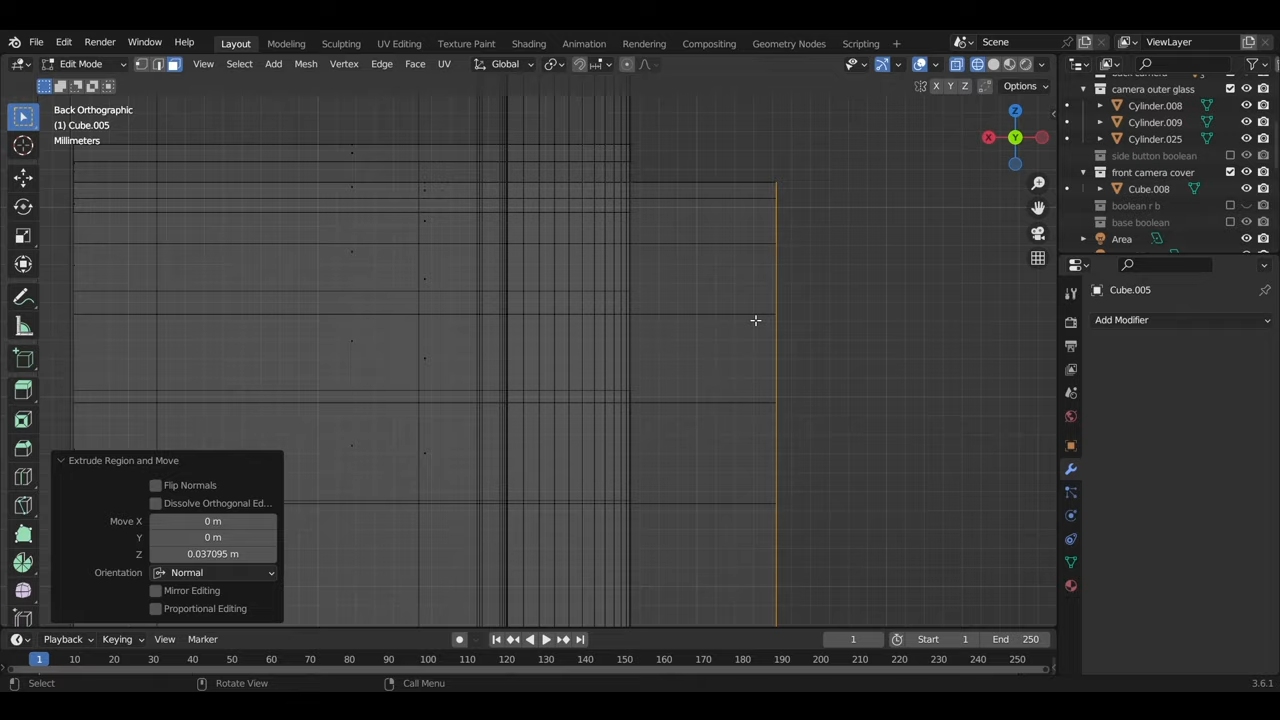 File Edit Render Window Help Layout Modeling Sculpting UV Editing Texture Paint Shading Animation Rendering Compositing Geometry Nodes Scripting + Scene ViewLayer
Edit Mode View Select Add Mesh Vertex Edge Face UV Global
X Y Z Options
Back Orthographic
(1) Cube.005
Millimeters
Z
X
Y
camera outer glass
Cylinder.008
Cylinder.009
Cylinder.025
side button boolean
front camera cover
Cube.008
boolean r b
base boolean
Area
Cube.005
Add Modifier
Extrude Region and Move
Flip Normals
Dissolve Orthogonal Ed...
Move X 0 m
Y 0 m
Z 0.037095 m
Orientation Normal
Mirror Editing
Proportional Editing
Playback Keying View Marker 1 Start 1 End 250
1 10 20 30 40 50 60 70 80 90 100 110 120 130 140 150 160 170 180 190 200 210 220 230 240 250
Select Rotate View Call Menu 3.6.1